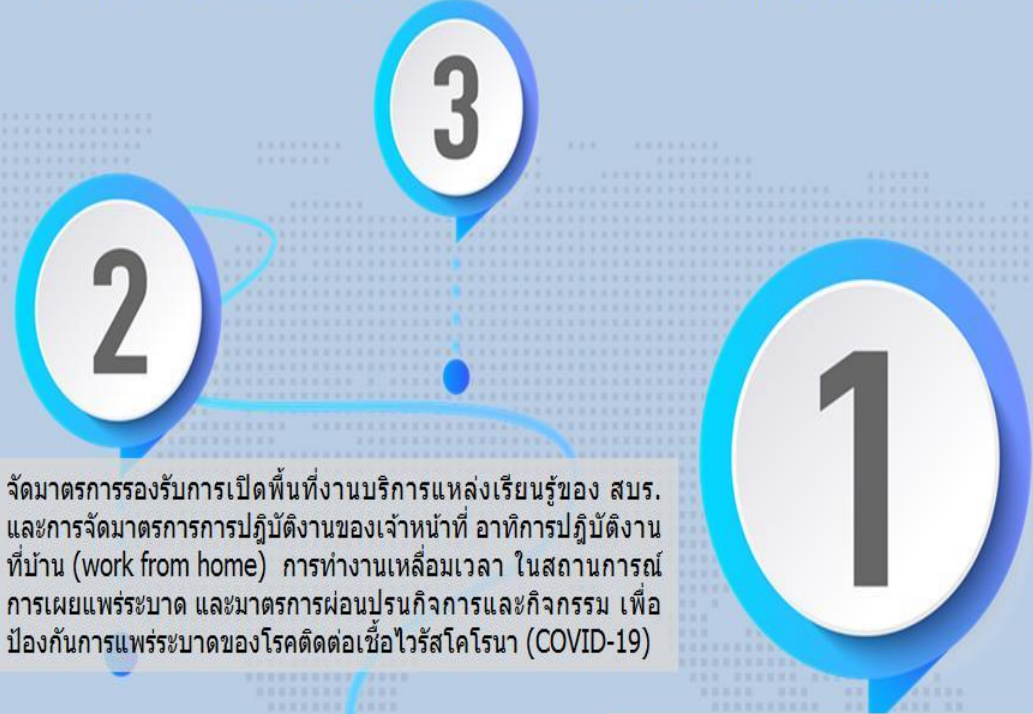 3
2
1
จัดมาตรการรองรับการเปิดพื้นที่งานบริการแหล่งเรียนรู้ของ สบร.
และการจัดมาตรการการปฏิบัติงานของเจ้าหน้าที่ อาทิการปฏิบัติงาน
ที่บ้าน (work from home) การทำงานเหลื่อมเวลา ในสถานการณ์
การเผยแพร่ระบาด และมาตรการผ่อนปรนกิจการและกิจกรรม เพื่อ
ป้องกันการแพร่ระบาดของโรคติดต่อเชื้อไวรัสโคโรนา (COVID-19)